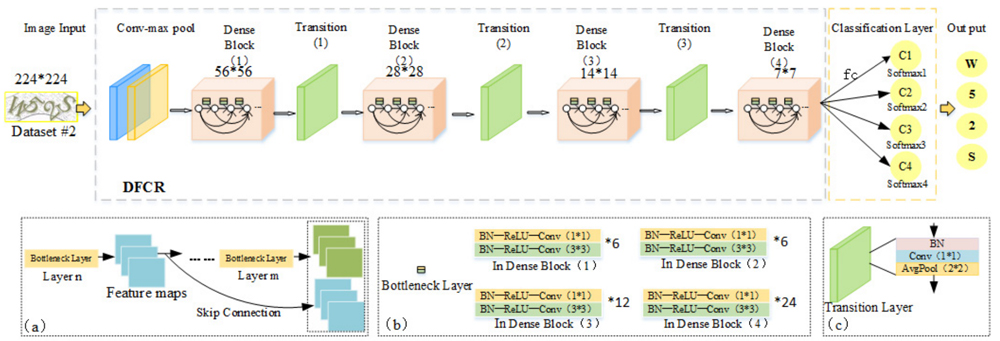 Image Input
Conv-max pool
Dense
Block
(1)
Transition
(1)
Dense
Block
(2)
Transition
(2)
Dense
Block
(3)
Transition
(3)
Dense
Block
(4)
Classification Layer
Output
224*224
56*56
28*28
14*14
7*7
fc
C1
Softmax1
C2
Softmax2
C3
Softmax3
C4
Softmax4
W
5
2
S
W52S
Dataset #2
DFCR
Bottleneck Layer
Layer n
Feature maps
Bottleneck Layer
Layer m
Skip Connection
(a)
Bottleneck Layer
BN—ReLU—Conv (1*1)
BN—ReLU—Conv (3*3)
*6
In Dense Block (1)
BN—ReLU—Conv (1*1)
BN—ReLU—Conv (3*3)
*6
In Dense Block (2)
BN—ReLU—Conv (1*1)
BN—ReLU—Conv (3*3)
*12
In Dense Block (3)
BN—ReLU—Conv (1*1)
BN—ReLU—Conv (3*3)
*24
In Dense Block (4)
(b)
BN
Conv (1*1)
AvgPool (2*2)
Transition Layer
(c)